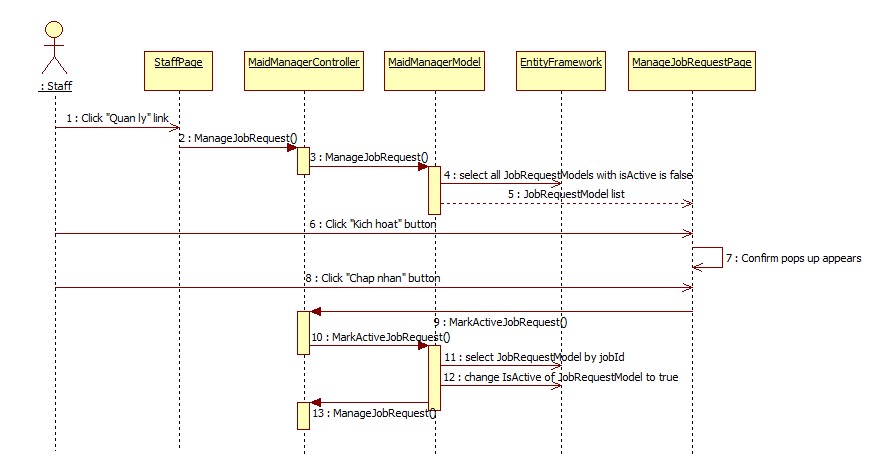 StaffPage
MaidManagerController
MaidManagerModel
EntityFramework
ManageJobRequestPage
: Staff
1 : Click "Quan ly" link
2 : ManageJobRequest()
3 : ManageJobRequest()
4 : select all JobRequestModels with isActive is false
5 : JobRequestModel list
6 : Click "Kich hoat" button
7 : Confirm pops up appears
8 : Click "Chap nhan" button
9 : MarkActiveJobRequest()
10 : MarkActiveJobRequest()
11 : select JobRequestModel by jobId
12 : change IsActive of JobRequestModel to true
13 : ManageJobRequest()